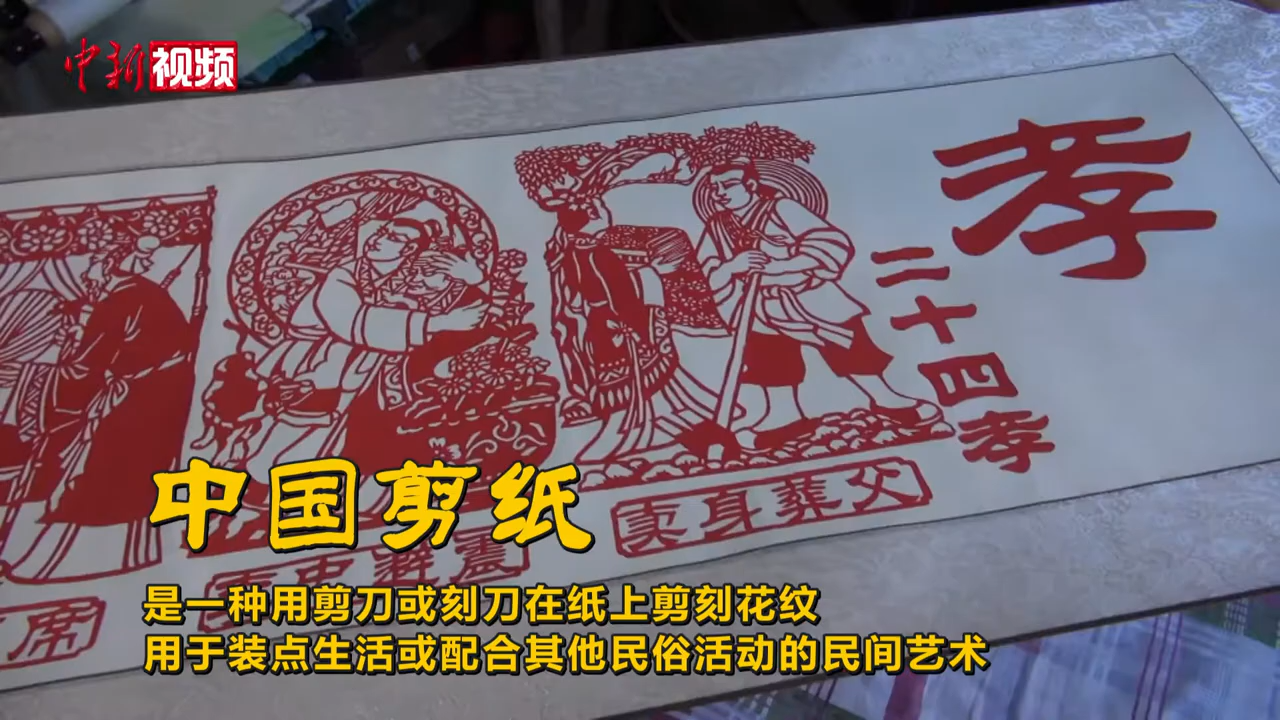 中新视频
孝
二十四孝
卖身葬父
席
中国剪纸
是一种用剪刀或刻刀在纸上剪刻花纹
用于装点生活或配合其他民俗活动的民间艺术